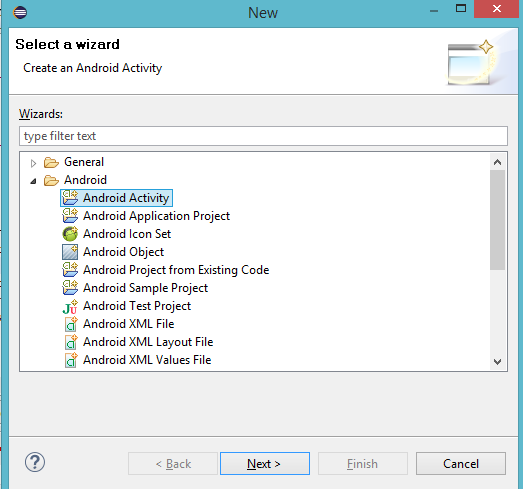 New
Select a wizard
Create an Android Activity
Wizards:
type filter text
General
Android
Android Activity
Android Application Project
Android Icon Set
Android Object
Android Project from Existing Code
Android Sample Project
Android Test Project
Android XML File
Android XML Layout File
Android XML Values File
< Back
Next >
Finish
Cancel